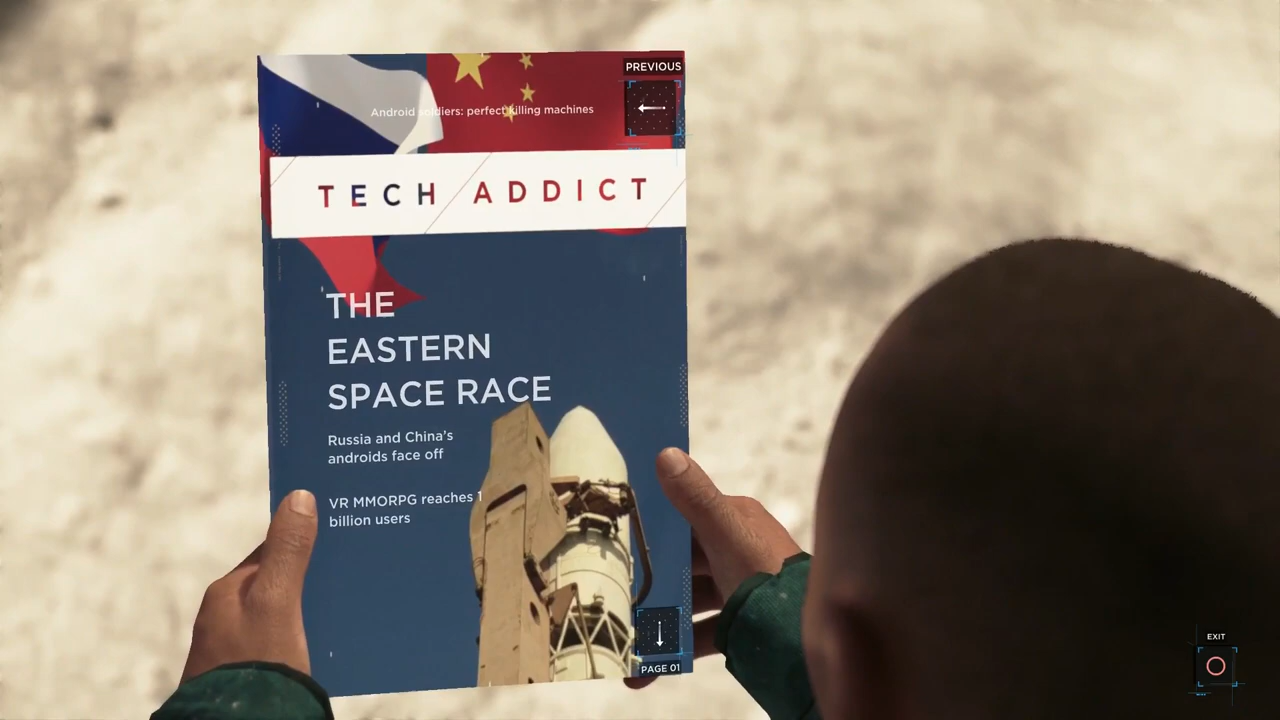 PREVIOUS
Android soldiers: perfect killing machines
TECH ADDICT
THE
EASTERN
SPACE RACE
Russia and China's
androids face off
VR MMORPG reaches 1
billion users
PAGE 01
EXIT